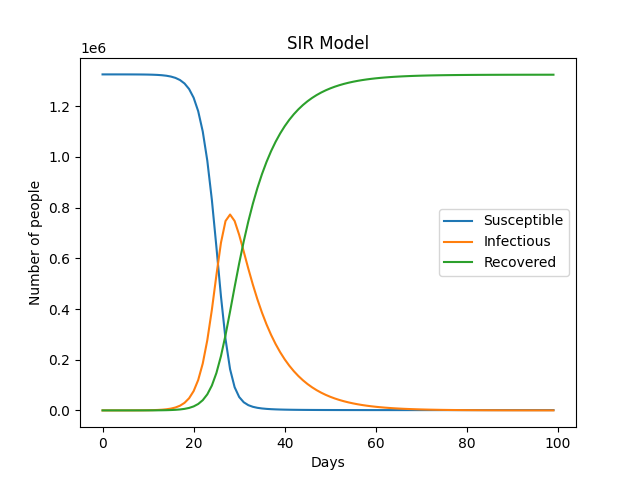 SIR Model
1e6
1.2
1.0
0.8
0.6
0.4
0.2
0.0
Number of people
Susceptible
Infectious
Recovered
0 20 40 60 80 100
Days